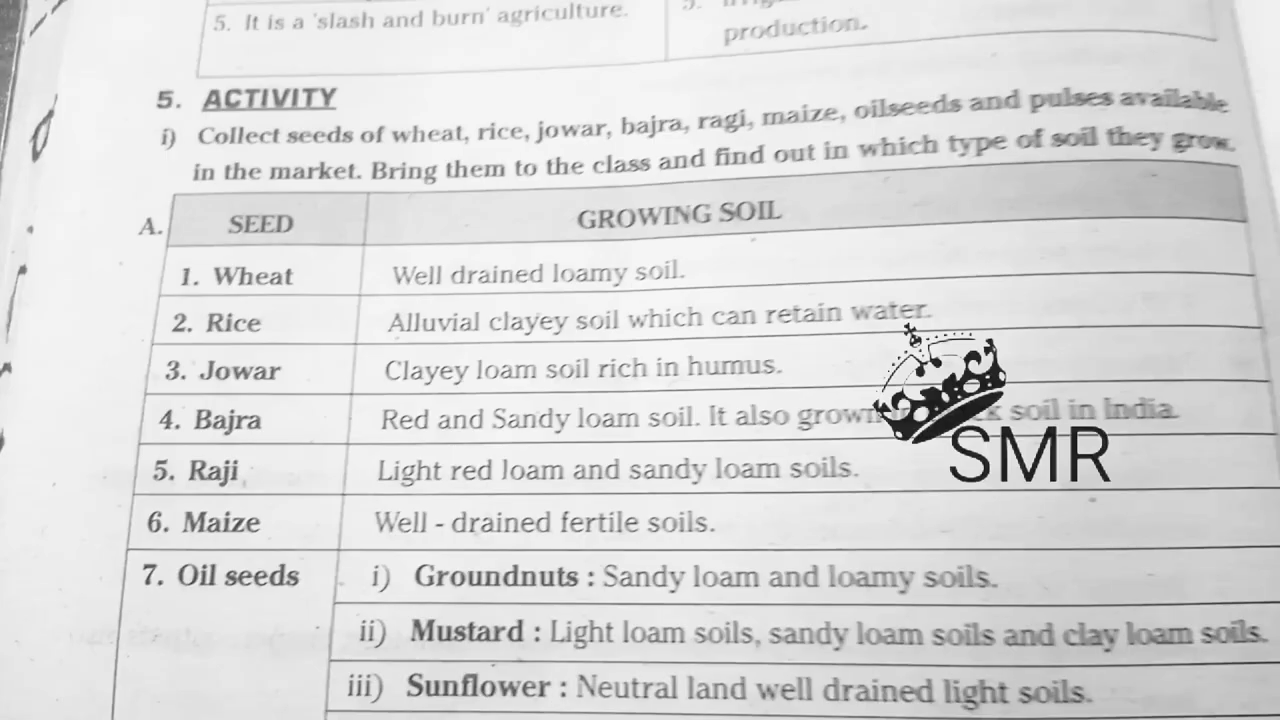 5. It is a 'slash and burn' agriculture.
production.
5. ACTIVITY
i) Collect seeds of wheat, rice, jowar, bajra, ragi, maize, oilseeds and pulses available
in the market. Bring them to the class and find out in which type of soil they grow.
A. SEED GROWING SOIL
1. Wheat Well drained loamy soil.
2. Rice Alluvial clayey soil which can retain water.
3. Jowar Clayey loam soil rich in humus.
4. Bajra Red and Sandy loam soil. It also soil in India.
SMR
5. Raji Light red loam and sandy loam soils.
6. Maize Well - drained fertile soils.
7. Oil seeds i) Groundnuts : Sandy loam and loamy soils.
ii) Mustard : Light loam soils, sandy loam soils and clay loam soils.
iii) Sunflower : Neutral land well drained light soils.